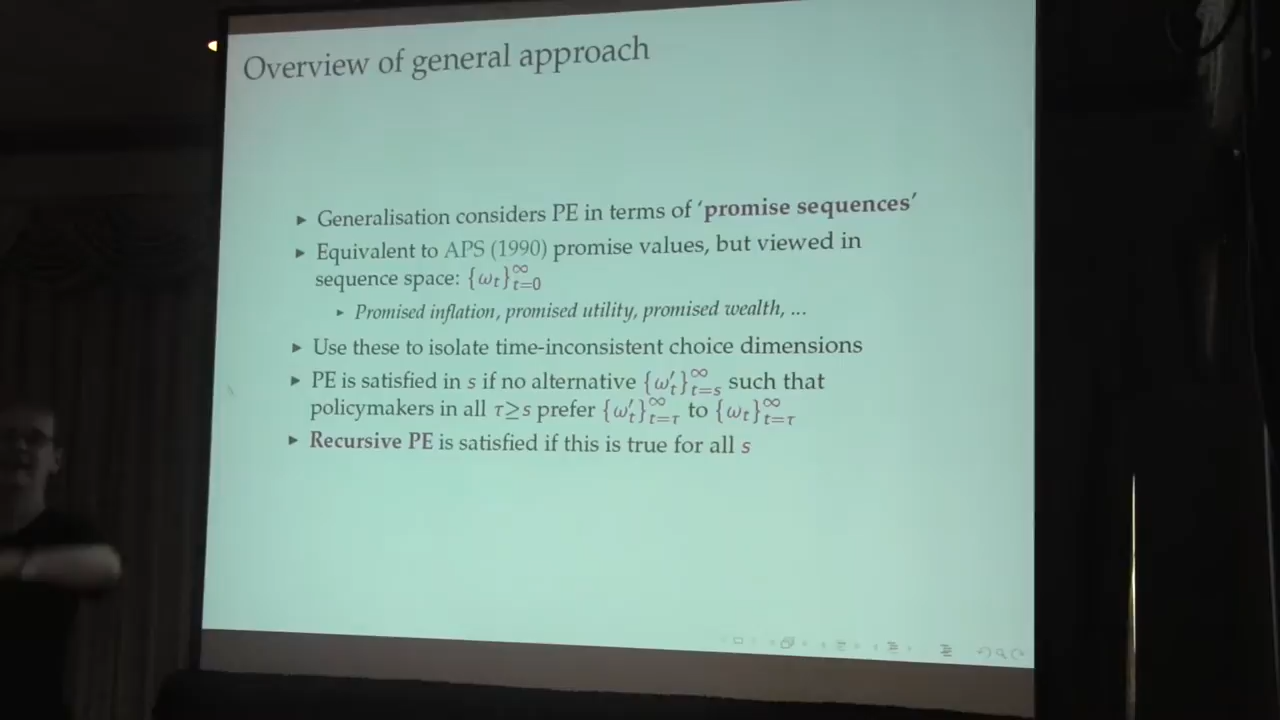 Overview of general approach
▸ Generalisation considers PE in terms of ‘promise sequences’
▸ Equivalent to APS (1990) promise values, but viewed in
sequence space: {ωₜ}ₜ₌₀^∞
▸ Promised inflation, promised utility, promised wealth, ...
▸ Use these to isolate time-inconsistent choice dimensions
▸ PE is satisfied in s if no alternative {ω′ₜ}ₜ₌ₛ^∞ such that
policymakers in all τ≥s prefer {ω′ₜ}ₜ₌τ^∞ to {ωₜ}ₜ₌τ^∞
▸ Recursive PE is satisfied if this is true for all s